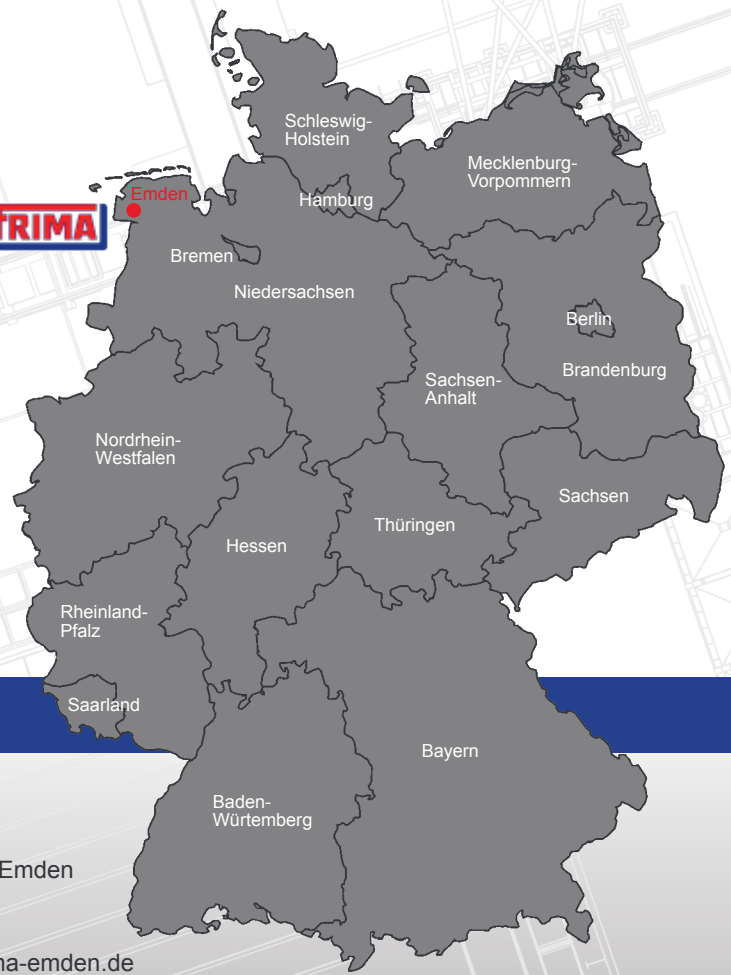 Schleswig-
Holstein
Mecklenburg-
Vorpommern
Emden
Hamburg
TRIMA
Bremen
Niedersachsen
Berlin
Brandenburg
Sachsen-
Anhalt
Nordrhein-
Westfalen
Sachsen
Thüringen
Hessen
Rheinland-
Pfalz
Saarland
Bayern
Baden-
Würtemberg
Emden
na-emden.de